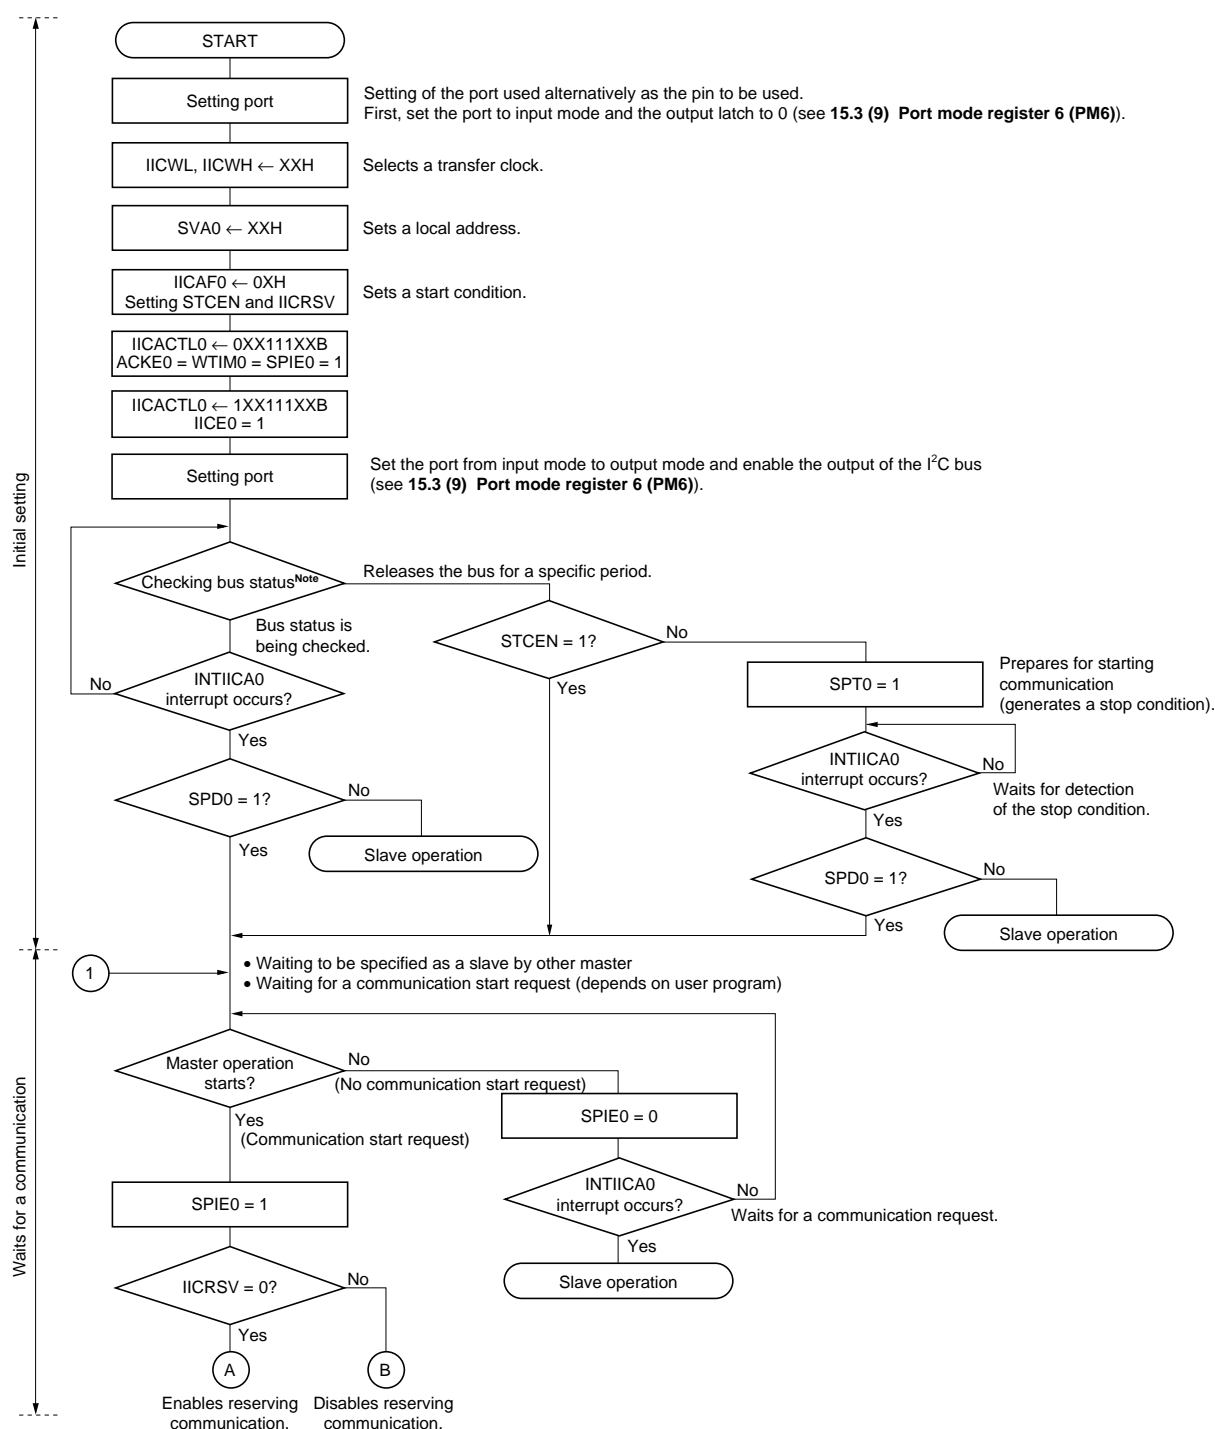 START
Setting port
Setting of the port used alternatively as the pin to be used.
First, set the port to input mode and the output latch to 0 (see 15.3 (9) Port mode register 6 (PM6)).
IICWL, IICWH ← XXH
Selects a transfer clock.
SVA0 ← XXH
Sets a local address.
IICAF0 ← 0XH
Setting STCEN and IICRSV
Sets a start condition.
IICACTL0 ← 0XX111XXB
ACKE0 = WTIM0 = SPIE0 = 1
IICACTL0 ← 1XX111XXB
IICE0 = 1
Setting port
Set the port from input mode to output mode and enable the output of the I²C bus
(see 15.3 (9) Port mode register 6 (PM6)).
Initial setting
Checking bus statusNote
Releases the bus for a specific period.
Bus status is
being checked.
STCEN = 1?
No
Yes
INTIICA0
interrupt occurs?
No
Yes
SPT0 = 1
Prepares for starting
communication
(generates a stop condition).
INTIICA0
interrupt occurs?
No
Waits for detection
of the stop condition.
Yes
SPD0 = 1?
No
Yes
Slave operation
SPD0 = 1?
No
Yes
Slave operation
1
• Waiting to be specified as a slave by other master
• Waiting for a communication start request (depends on user program)
Waits for a communication
Master operation
starts?
No
(No communication start request)
Yes
(Communication start request)
SPIE0 = 0
INTIICA0
interrupt occurs?
No
Waits for a communication request.
Yes
Slave operation
SPIE0 = 1
IICRSV = 0?
No
Yes
A
B
Enables reserving
communication.
Disables reserving
communication.